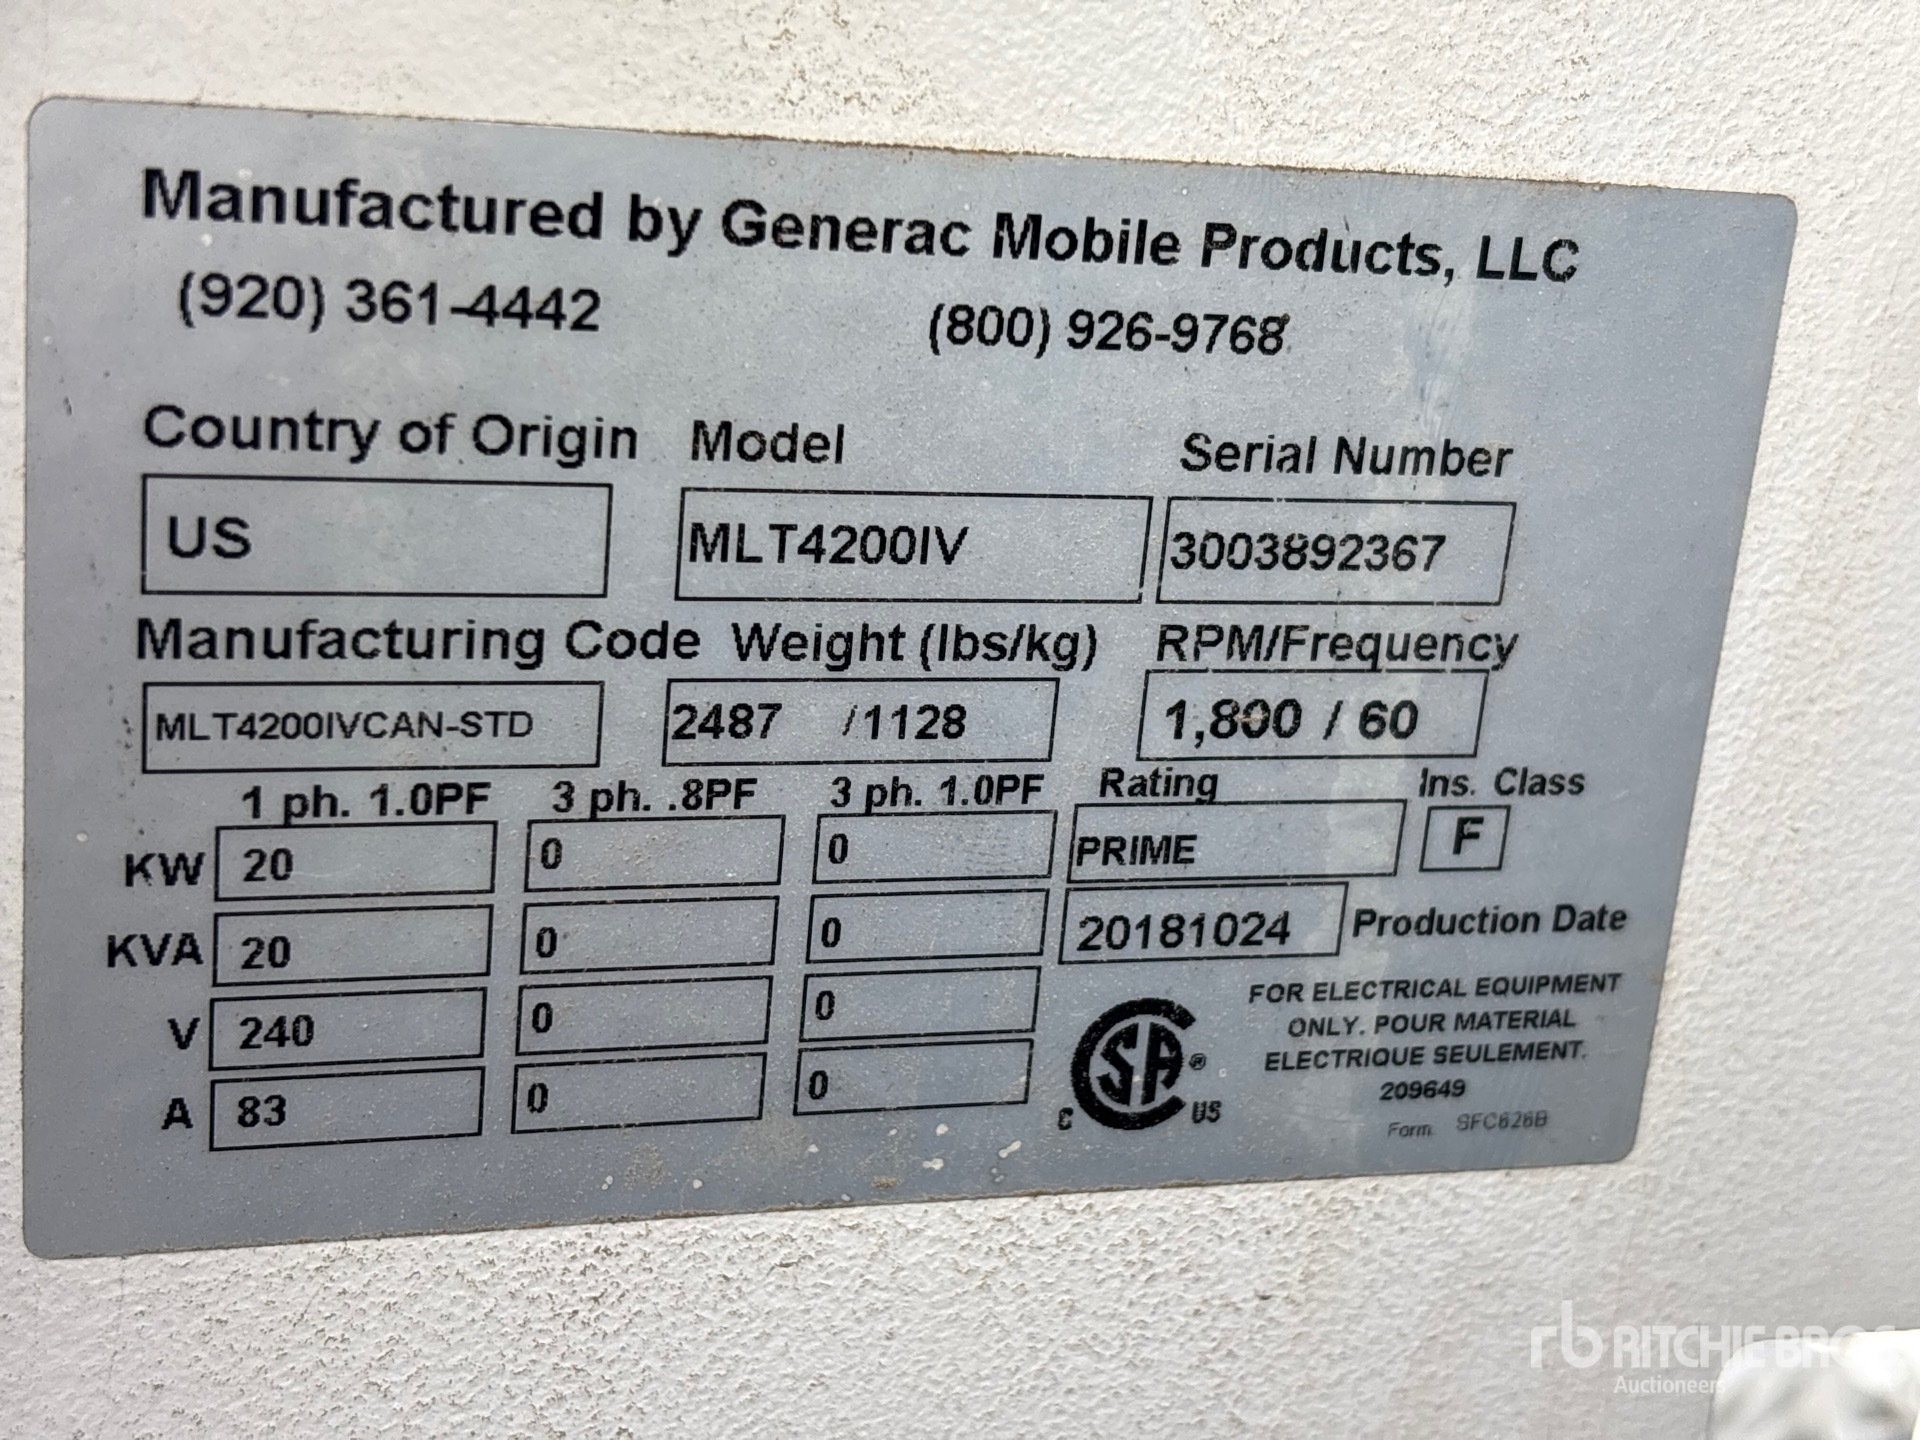 Manufactured by Generac Mobile Products, LLC
(920) 361-4442 (800) 926-9768
Country of Origin Model Serial Number
US MLT4200IV 3003892367
Manufacturing Code Weight (lbs/kg) RPM/Frequency
MLT4200IVCAN-STD 2487 /1128 1,800 / 60
1 ph. 1.0PF 3 ph. .8PF 3 ph. 1.0PF Rating Ins. Class
KW 20 0 0 PRIME F
KVA 20 0 0 20181024 Production Date
V 240 0 0
A 83 0 0
FOR ELECTRICAL EQUIPMENT
ONLY. POUR MATERIAL
ELECTRIQUE SEULEMENT.
209649
Form SFC626B
C SA ® US
rb RITCHIE BROS
Auctioneers